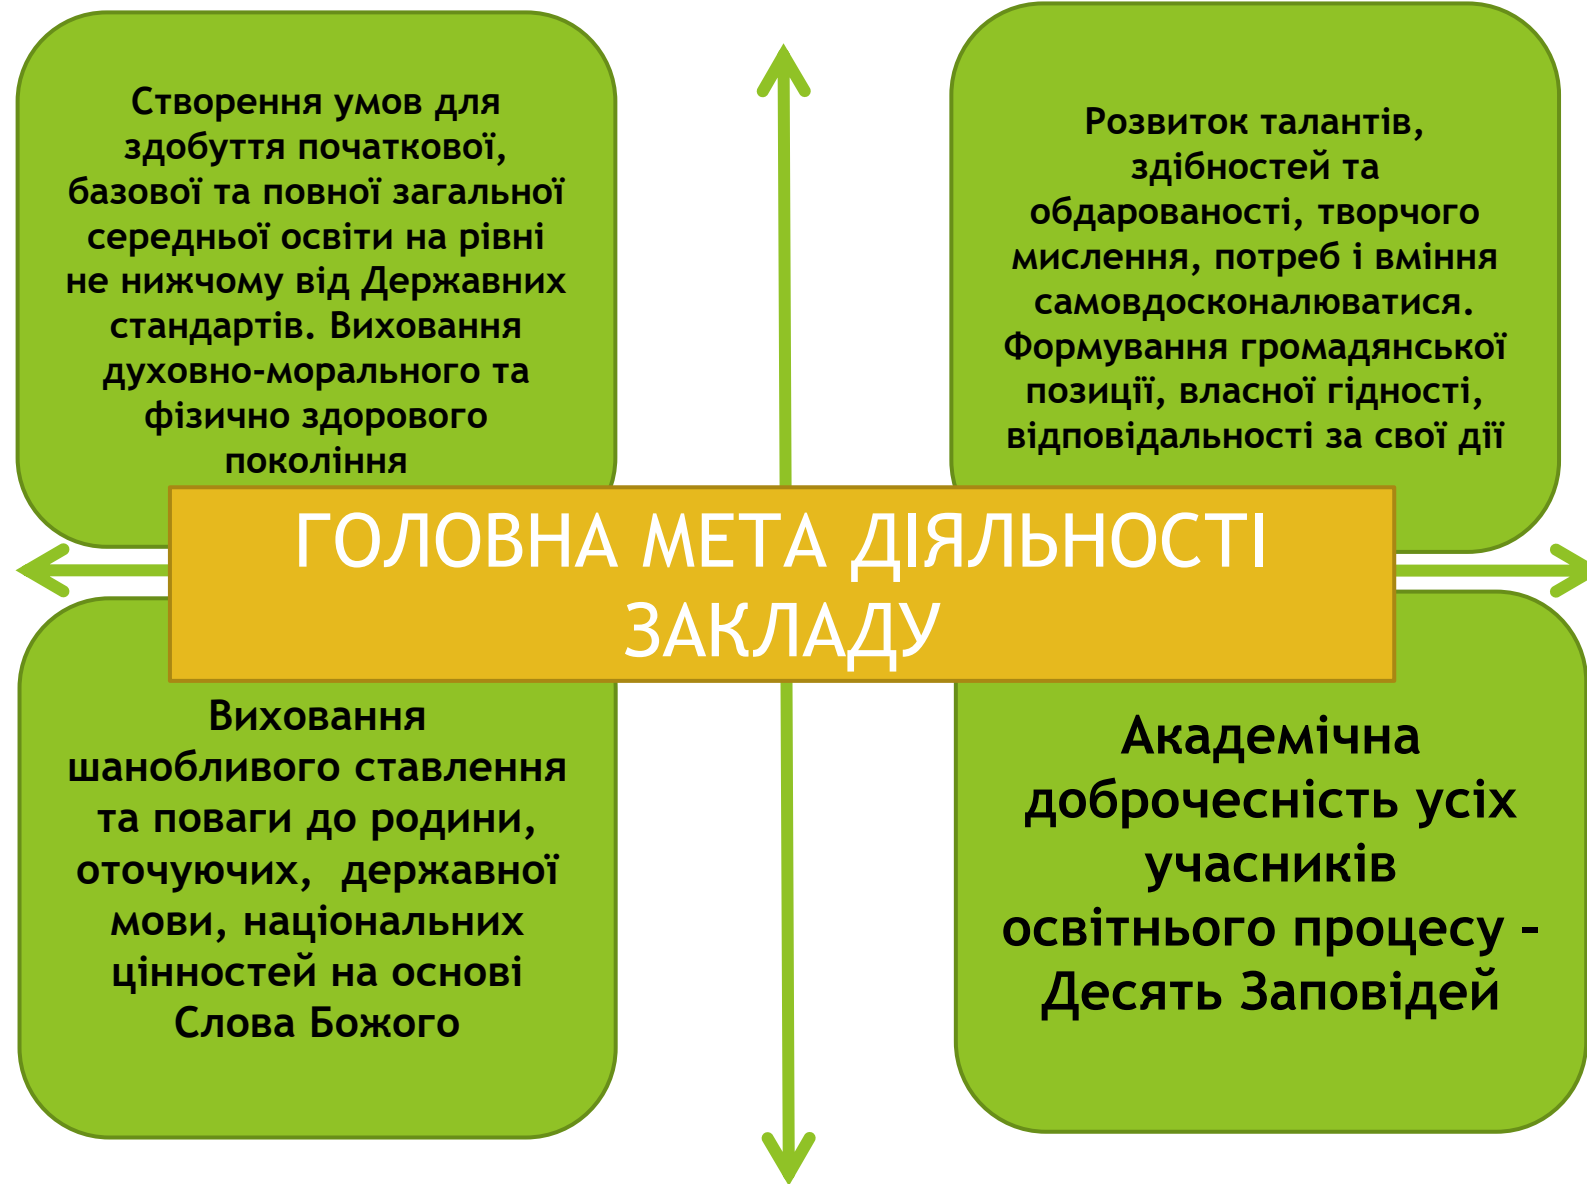 Створення умов для
здобуття початкової,
базової та повної загальної
середньої освіти на рівні
не нижчому від Державних
стандартів. Виховання
духовно-морального та
фізично здорового
покоління
Розвиток талантів,
здібностей та
обдарованості, творчого
мислення, потреб і вміння
самовдосконалюватися.
Формування громадянської
позиції, власної гідності,
відповідальності за свої дії
ГОЛОВНА МЕТА ДІЯЛЬНОСТІ
ЗАКЛАДУ
Виховання
шанобливого ставлення
та поваги до родини,
оточуючих, державної
мови, національних
цінностей на основі
Слова Божого
Академічна
доброчесність усіх
учасників
освітнього процесу –
Десять Заповідей